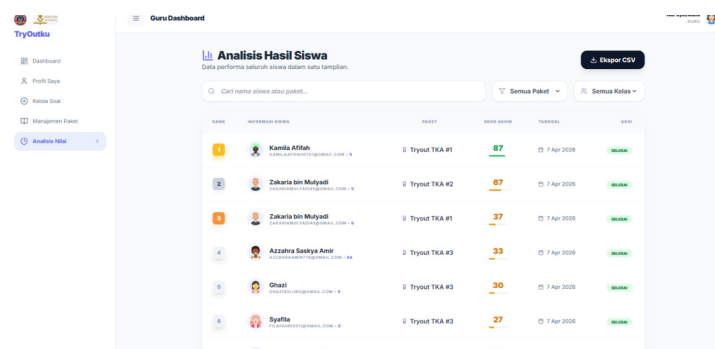 TryOutku
Guru Dashboard
GURU
Dashboard
Profil Saya
Kelola Soal
Manajemen Paket
Analisis Nilai
Analisis Hasil Siswa
Data performa seluruh siswa dalam satu tampilan.
Ekspor CSV
Cari nama siswa atau paket...
Semua Paket
Semua Kelas
RANK INFORMASI SISWA PAKET SKOR AKHIR TANGGAL AKSI
1 Kamila Afifah Tryout TKA #1 87 7 Apr 2026 SELESAI
2 Zakaria bin Mulyadi Tryout TKA #2 67 7 Apr 2026 SELESAI
3 Zakaria bin Mulyadi Tryout TKA #1 37 7 Apr 2026 SELESAI
4 Azzahra Saskya Amir Tryout TKA #3 33 7 Apr 2026 SELESAI
5 Ghazi Tryout TKA #3 30 7 Apr 2026 SELESAI
6 Syafila Tryout TKA #3 27 7 Apr 2026 SELESAI